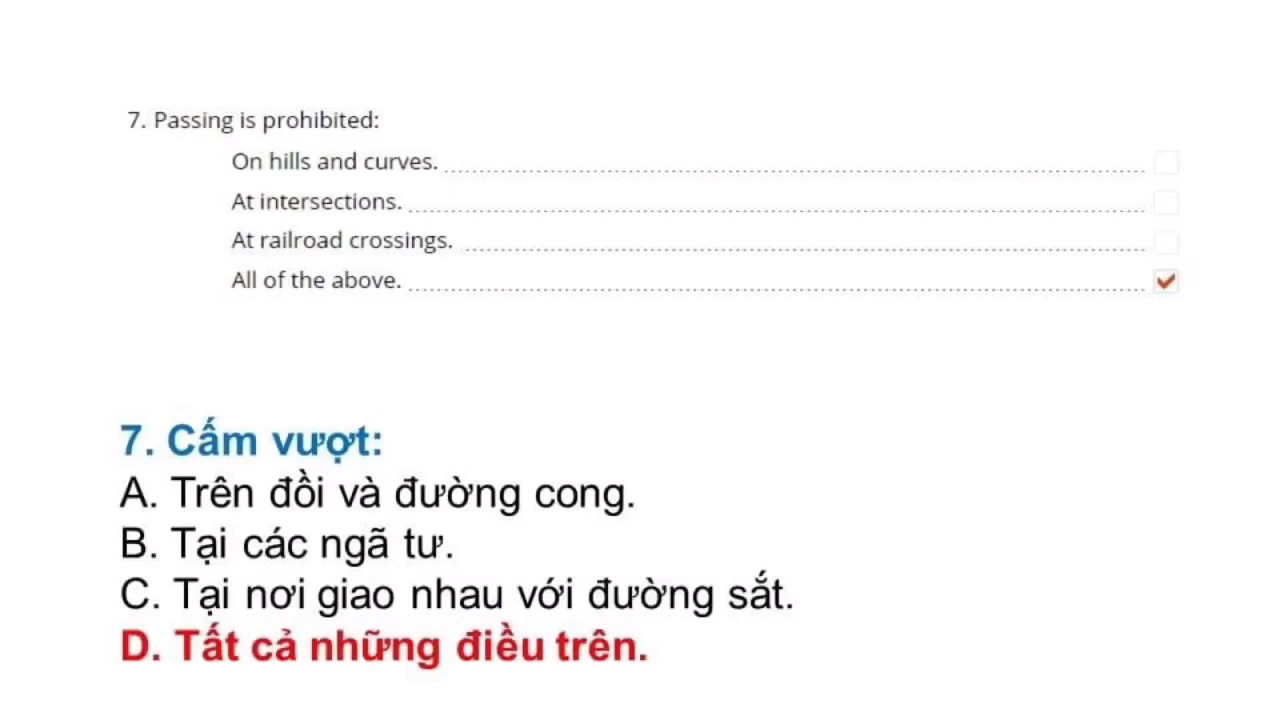 7. Passing is prohibited:
On hills and curves.
At intersections.
At railroad crossings.
All of the above.
7. Cấm vượt:
A. Trên đồi và đường cong.
B. Tại các ngã tư.
C. Tại nơi giao nhau với đường sắt.
D. Tất cả những điều trên.